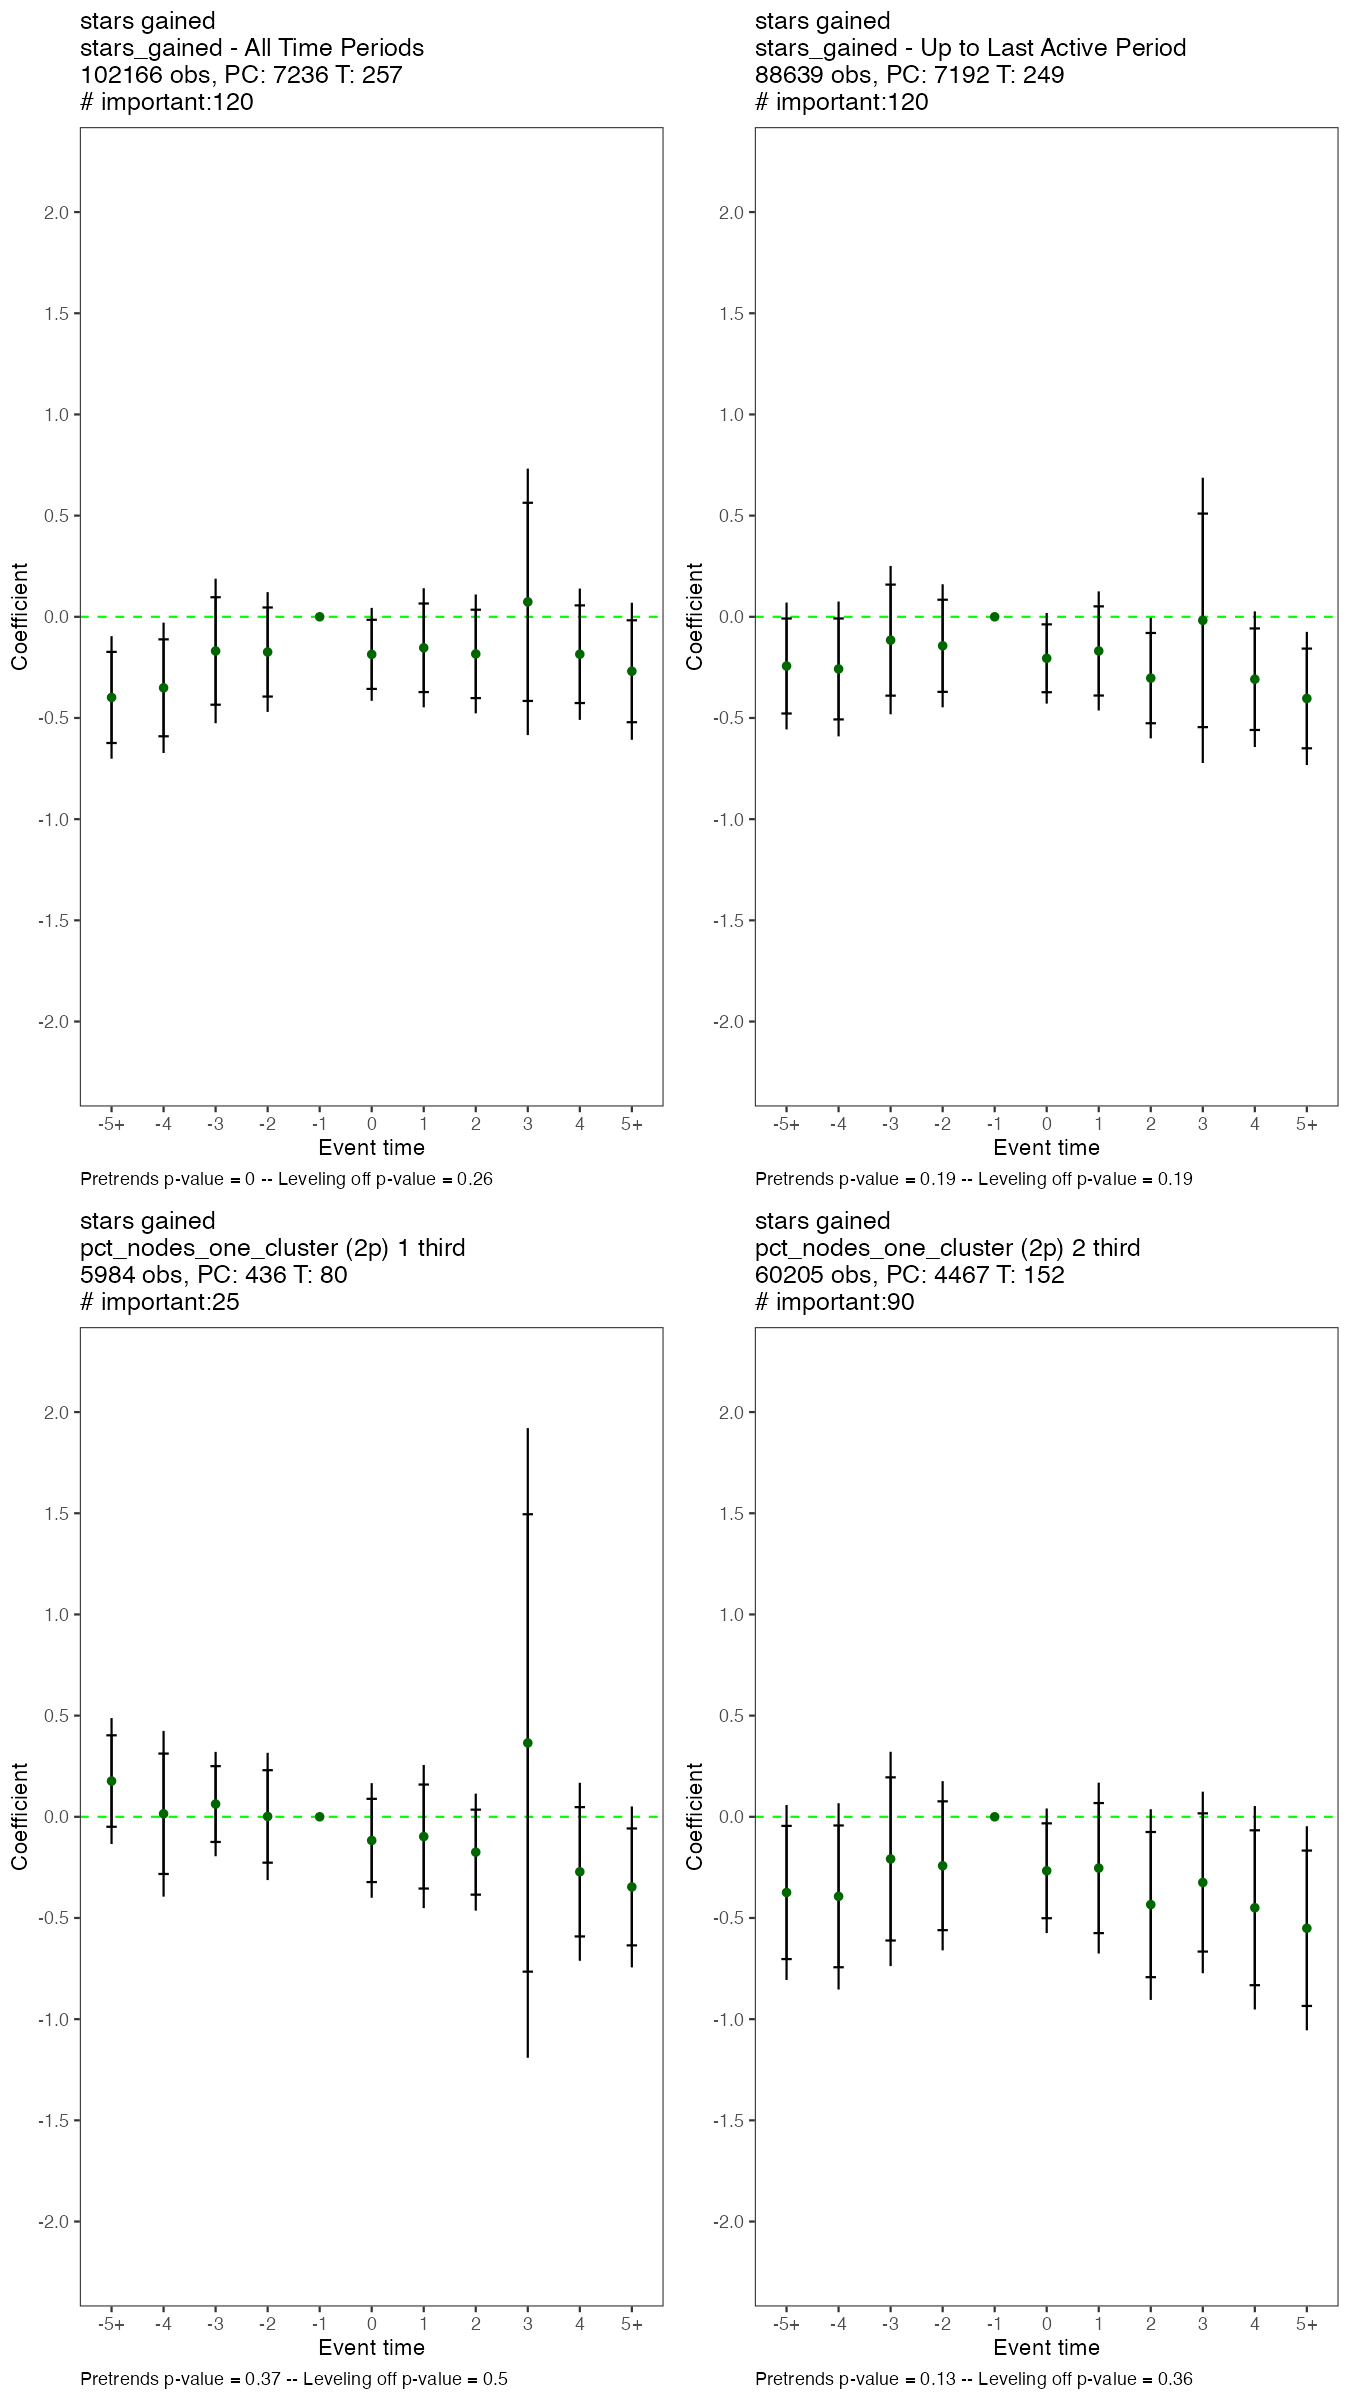 stars gained
stars_gained - All Time Periods
102166 obs, PC: 7236 T: 257
# important:120
2.0
1.5
1.0
0.5
0.0
-0.5
-1.0
-1.5
-2.0
Coefficient
-5+ -4 -3 -2 -1 0 1 2 3 4 5+
Event time
Pretrends p-value = 0 -- Leveling off p-value = 0.26
stars gained
stars_gained - Up to Last Active Period
88639 obs, PC: 7192 T: 249
# important:120
2.0
1.5
1.0
0.5
0.0
-0.5
-1.0
-1.5
-2.0
Coefficient
-5+ -4 -3 -2 -1 0 1 2 3 4 5+
Event time
Pretrends p-value = 0.19 -- Leveling off p-value = 0.19
stars gained
pct_nodes_one_cluster (2p) 1 third
5984 obs, PC: 436 T: 80
# important:25
2.0
1.5
1.0
0.5
0.0
-0.5
-1.0
-1.5
-2.0
Coefficient
-5+ -4 -3 -2 -1 0 1 2 3 4 5+
Event time
Pretrends p-value = 0.37 -- Leveling off p-value = 0.5
stars gained
pct_nodes_one_cluster (2p) 2 third
60205 obs, PC: 4467 T: 152
# important:90
2.0
1.5
1.0
0.5
0.0
-0.5
-1.0
-1.5
-2.0
Coefficient
-5+ -4 -3 -2 -1 0 1 2 3 4 5+
Event time
Pretrends p-value = 0.13 -- Leveling off p-value = 0.36